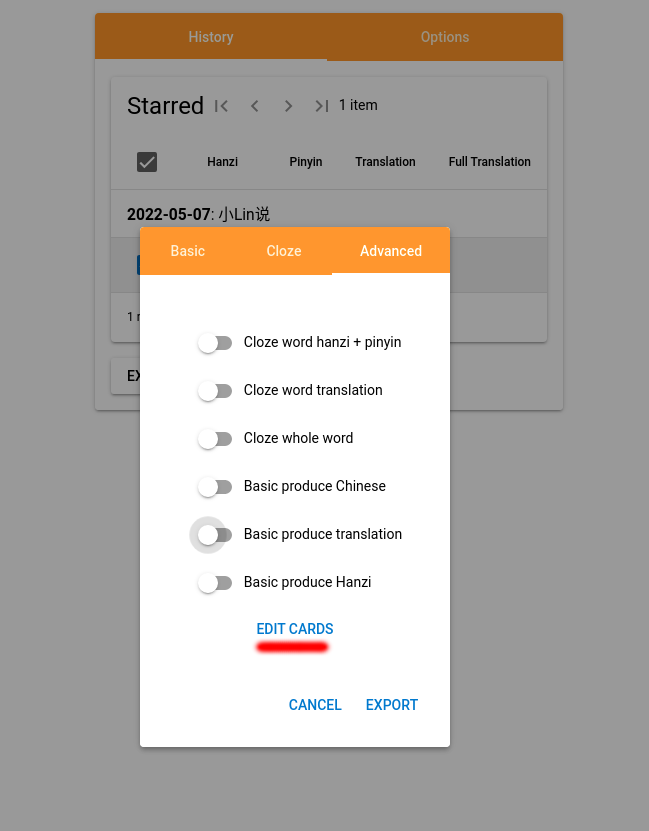 History Options
Starred 1 item
Hanzi Pinyin Translation Full Translation
2022-05-07: 小Lin说
Basic Cloze Advanced
Cloze word hanzi + pinyin
Cloze word translation
Cloze whole word
Basic produce Chinese
Basic produce translation
Basic produce Hanzi
EDIT CARDS
CANCEL EXPORT